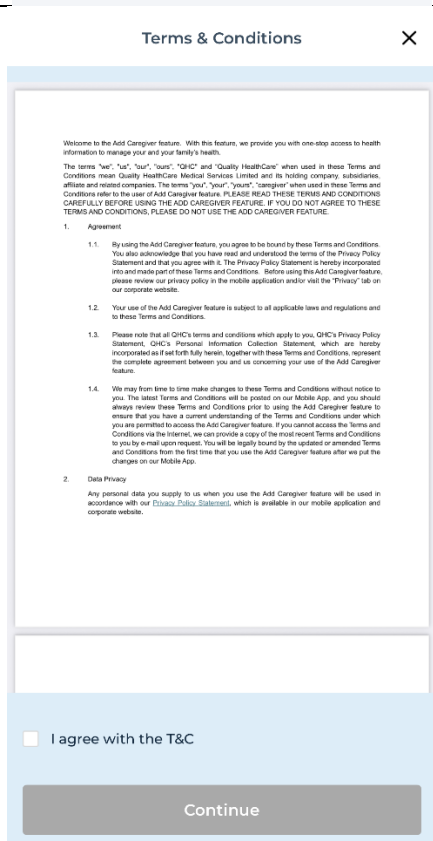 Terms & Conditions
Welcome to the Add Caregiver feature. With this feature, we provide you with one-stop access to health
information to manage your and your family's health.
The terms "we", "us", "our", "ours", "QHC" and "Quality HealthCare" when used in these Terms and
Conditions mean Quality HealthCare Medical Services Limited and its holding company, subsidiaries,
affiliate and related companies. The terms "you", "your", "yours", "caregiver" when used in these Terms and
Conditions refer to the user of Add Caregiver feature. PLEASE READ THESE TERMS AND CONDITIONS
CAREFULLY BEFORE USING THE ADD CAREGIVER FEATURE. IF YOU DO NOT AGREE TO THESE
TERMS AND CONDITIONS, PLEASE DO NOT USE THE ADD CAREGIVER FEATURE.
1. Agreement
1.1. By using the Add Caregiver feature, you agree to be bound by these Terms and Conditions.
You also acknowledge that you have read and understood the terms of the Privacy Policy
Statement and that you agree with it. The Privacy Policy Statement is hereby incorporated
into and made part of these Terms and Conditions. Before using this Add Caregiver feature,
please review our privacy policy in the mobile application and/or visit the "Privacy" tab on
our corporate website.
1.2. Your use of the Add Caregiver feature is subject to all applicable laws and regulations and
to these Terms and Conditions.
1.3. Please note that all QHC's terms and conditions which apply to you, QHC's Privacy Policy
Statement, QHC's Personal Information Collection Statement, which are hereby
incorporated as if set forth fully herein, together with these Terms and Conditions, represent
the complete agreement between you and us concerning your use of the Add Caregiver
feature.
1.4. We may from time to time make changes to these Terms and Conditions without notice to
you. The latest Terms and Conditions will be posted on our Mobile App, and you should
always review these Terms and Conditions prior to using the Add Caregiver feature to
ensure that you have a current understanding of the Terms and Conditions under which
you are permitted to access the Add Caregiver feature. If you cannot access the Terms and
Conditions via the Internet, we can provide a copy of the most recent Terms and Conditions
to you by e-mail upon request. You will be legally bound by the updated or amended Terms
and Conditions from the first time that you use the Add Caregiver feature after we put the
changes on our Mobile App.
2. Data Privacy
Any personal data you supply to us when you use the Add Caregiver feature will be used in
accordance with our Privacy Policy Statement, which is available in our mobile application and
corporate website.
I agree with the T&C
Continue